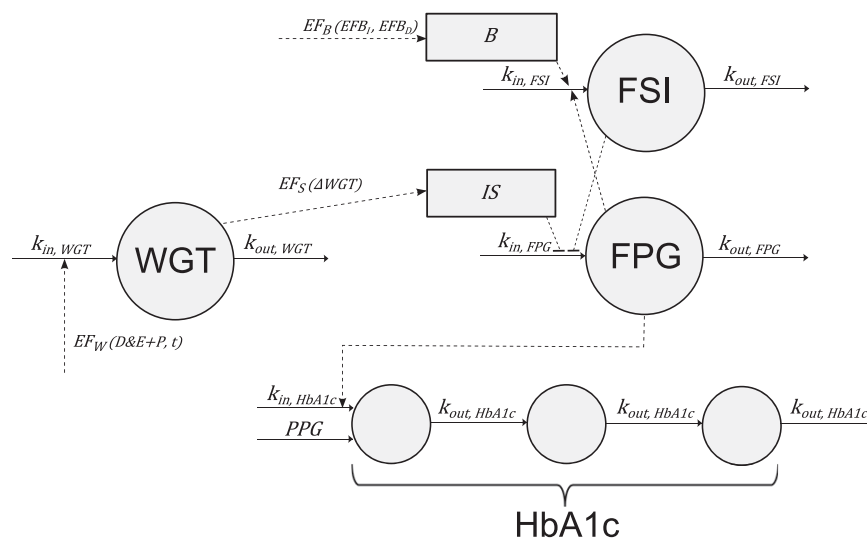 EF_B (EFB_I, EFB_D)
B
k_in, FSI
FSI
k_out, FSI
EF_S (ΔWGT)
IS
k_in, WGT
WGT
k_out, WGT
k_in, FPG
FPG
k_out, FPG
EF_W (D&E+P, t)
k_in, HbA1c
PPG
k_out, HbA1c
k_out, HbA1c
k_out, HbA1c
HbA1c